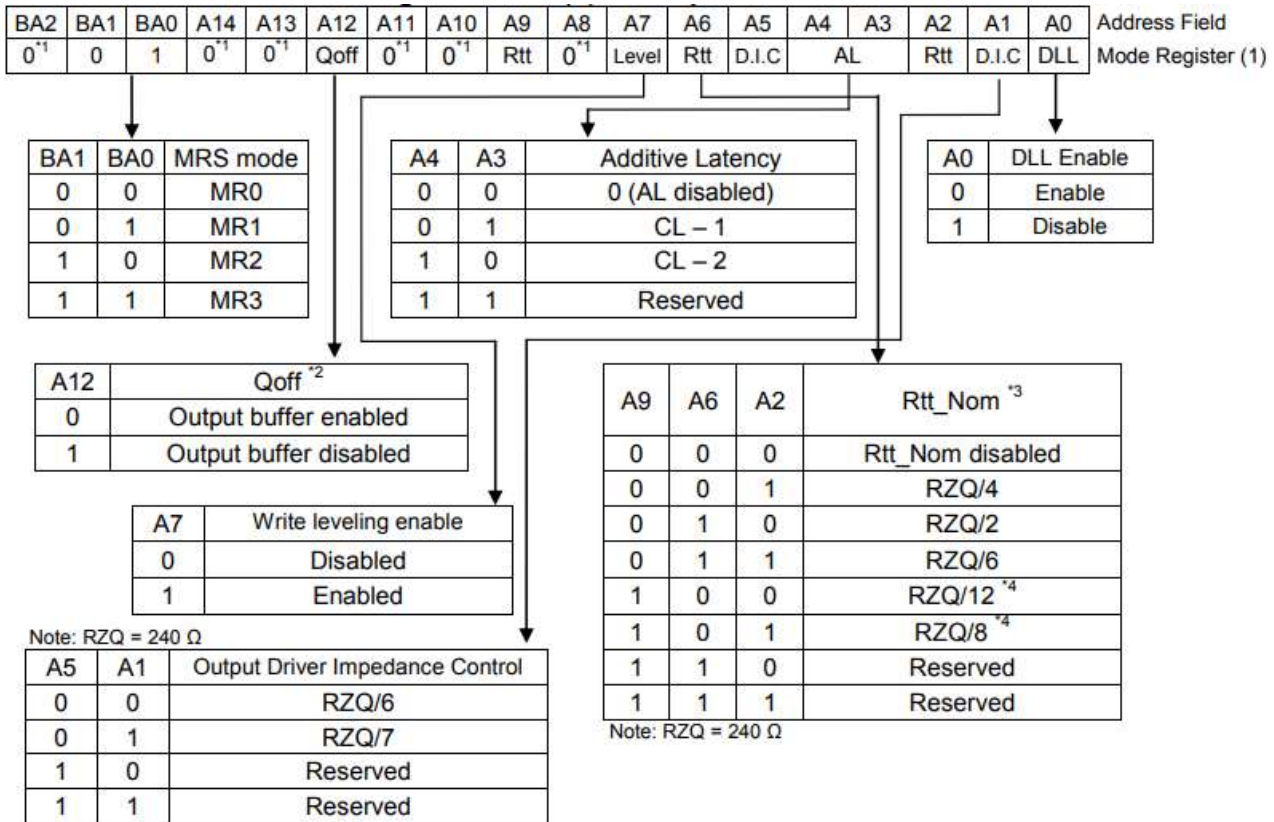 BA2 BA1 BA0 A14 A13 A12 A11 A10 A9 A8 A7 A6 A5 A4 A3 A2 A1 A0 Address Field
0*1 0 1 0*1 0*1 Qoff 0*1 0*1 Rtt 0*1 Level Rtt D.I.C AL Rtt D.I.C DLL Mode Register (1)
BA1 BA0 MRS mode
0 0 MR0
0 1 MR1
1 0 MR2
1 1 MR3
A4 A3 Additive Latency
0 0 0 (AL disabled)
0 1 CL – 1
1 0 CL – 2
1 1 Reserved
A0 DLL Enable
0 Enable
1 Disable
A12 Qoff *2
0 Output buffer enabled
1 Output buffer disabled
A7 Write leveling enable
0 Disabled
1 Enabled
Note: RZQ = 240 Ω
A5 A1 Output Driver Impedance Control
0 0 RZQ/6
0 1 RZQ/7
1 0 Reserved
1 1 Reserved
A9 A6 A2 Rtt_Nom *3
0 0 0 Rtt_Nom disabled
0 0 1 RZQ/4
0 1 0 RZQ/2
0 1 1 RZQ/6
1 0 0 RZQ/12 *4
1 0 1 RZQ/8 *4
1 1 0 Reserved
1 1 1 Reserved
Note: RZQ = 240 Ω